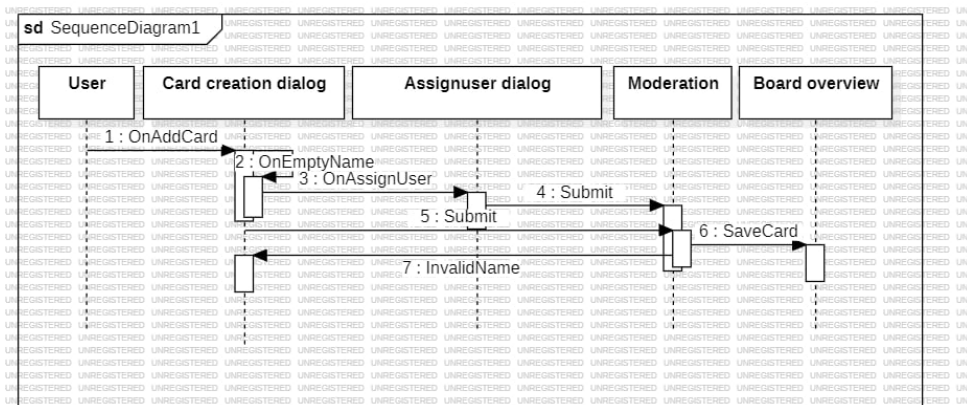 sd SequenceDiagram1
User
Card creation dialog
Assignuser dialog
Moderation
Board overview
1 : OnAddCard
2 : OnEmptyName
3 : OnAssignUser
4 : Submit
5 : Submit
6 : SaveCard
7 : InvalidName
UNREGISTERED